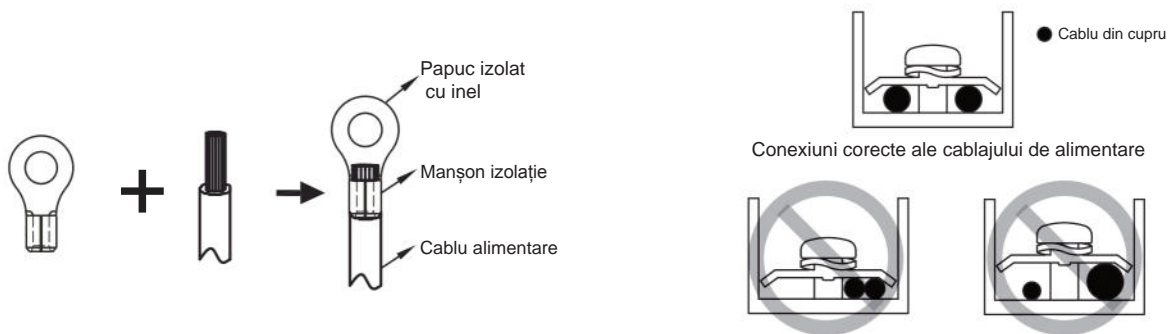 Papuc izolat
cu inel
Manșon izolație
Cablu alimentare
Cablu din cupru
Conexiuni corecte ale cablajului de alimentare